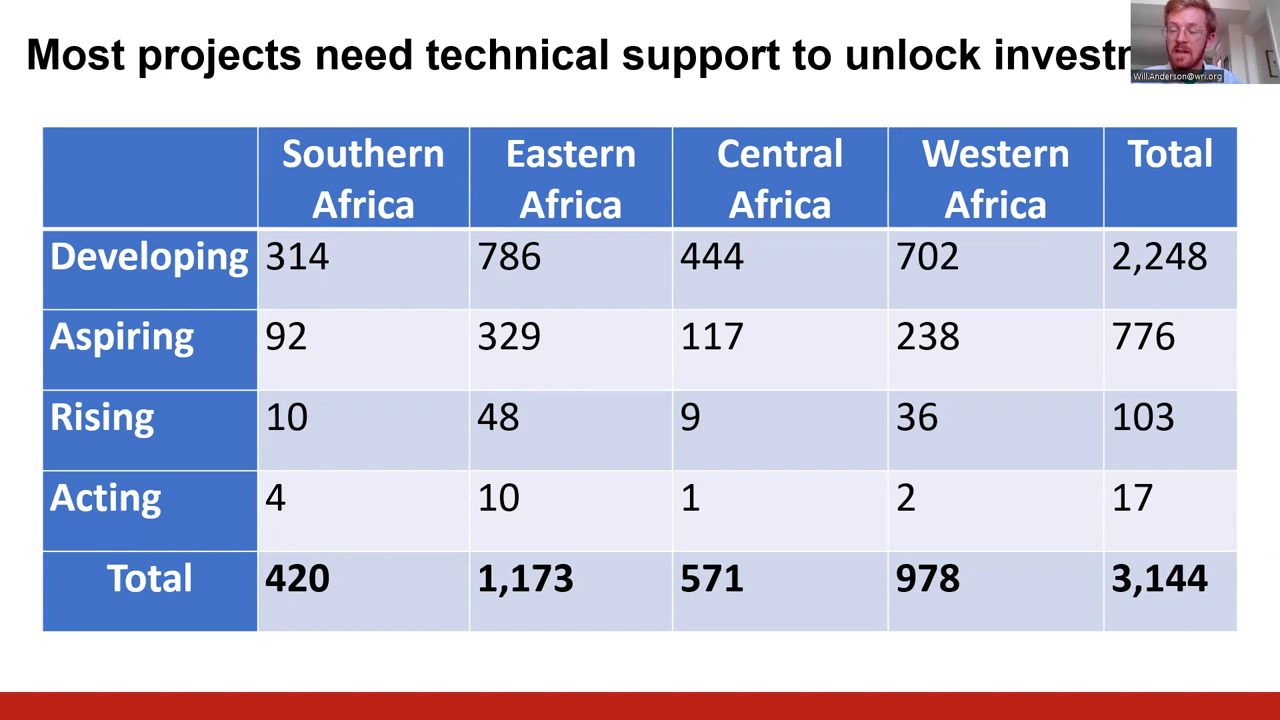 Most projects need technical support to unlock investm
Will.Anderson@wri.org
Southern Africa Eastern Africa Central Africa Western Africa Total
Developing 314 786 444 702 2,248
Aspiring 92 329 117 238 776
Rising 10 48 9 36 103
Acting 4 10 1 2 17
Total 420 1,173 571 978 3,144